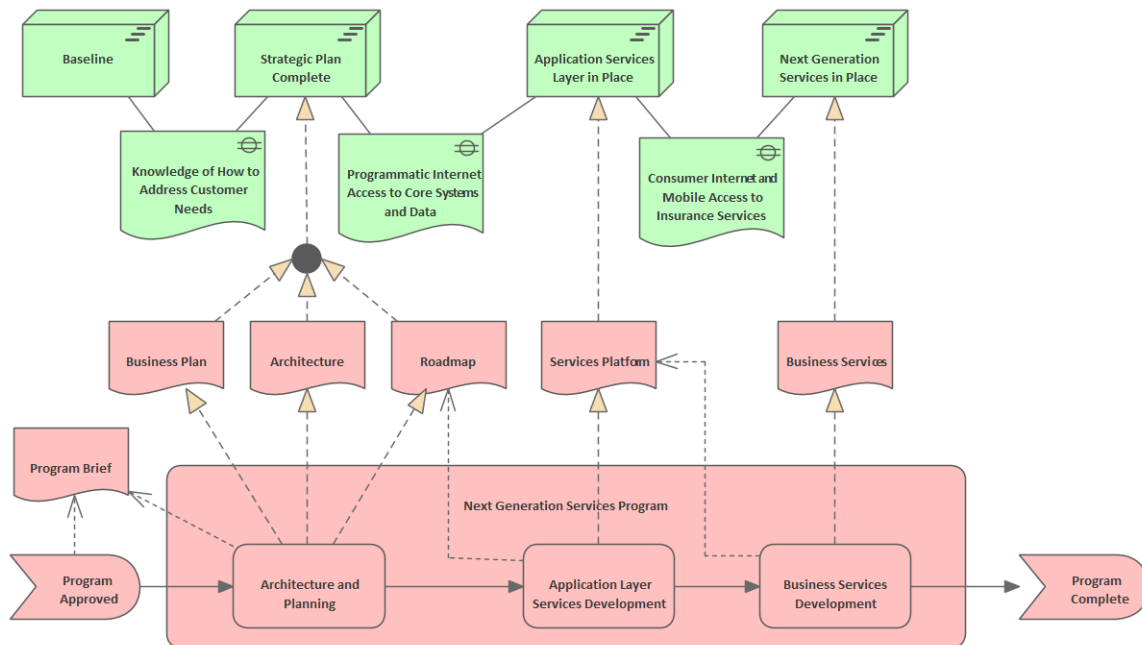 Baseline
Strategic Plan
Complete
Application Services
Layer in Place
Next Generation
Services in Place
Knowledge of How to
Address Customer
Needs
Programmatic Internet
Access to Core Systems
and Data
Consumer Internet and
Mobile Access to
Insurance Services
Business Plan
Architecture
Roadmap
Services Platform
Business Services
Program Brief
Next Generation Services Program
Program
Approved
Architecture and
Planning
Application Layer
Services Development
Business Services
Development
Program
Complete